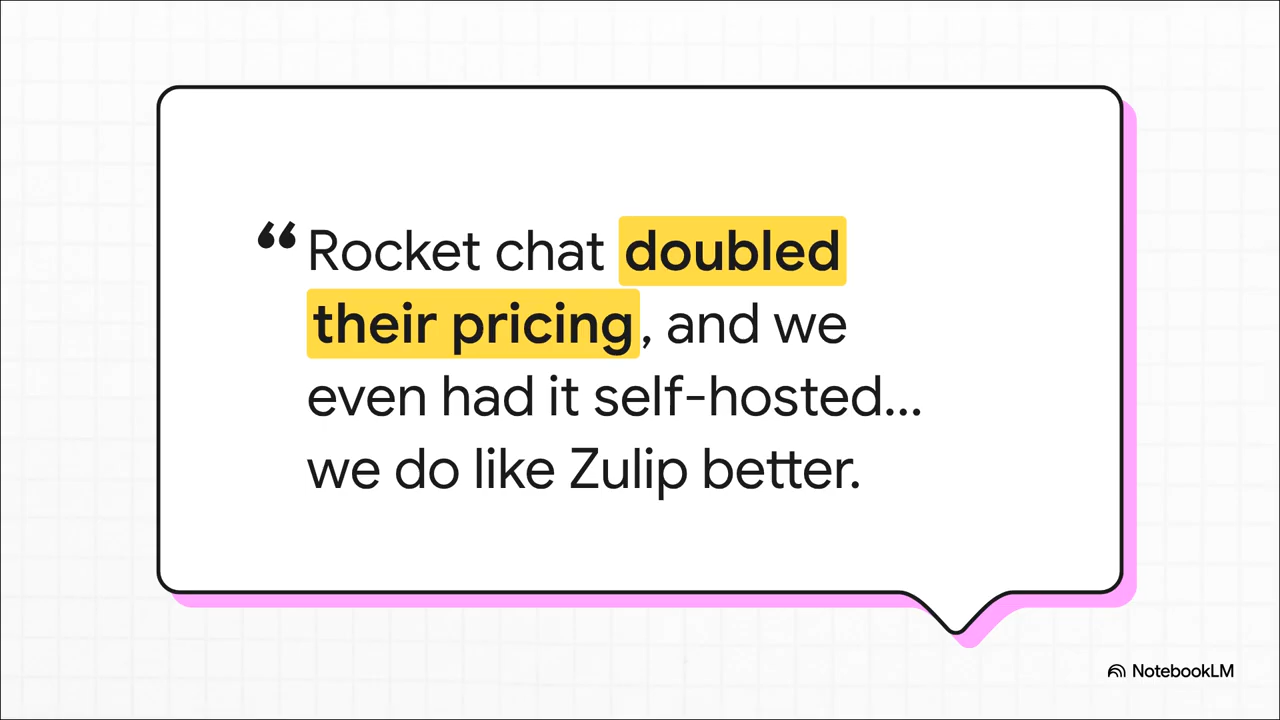 “Rocket chat doubled
their pricing, and we
even had it self-hosted...
we do like Zulip better.
NotebookLM